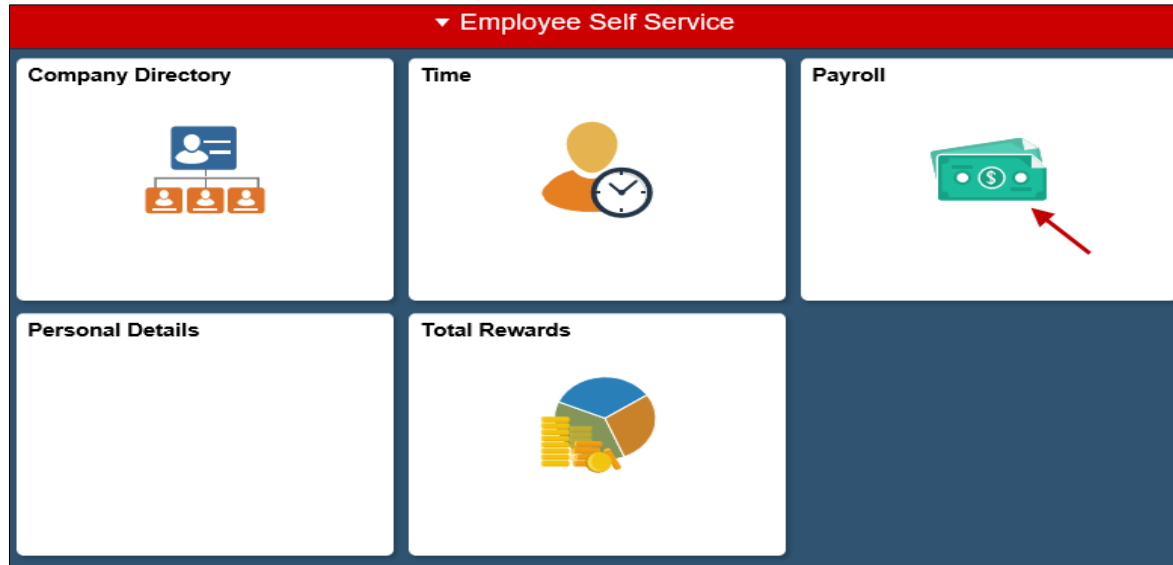 Employee Self Service
Company Directory
Time
Payroll
$
Personal Details
Total Rewards